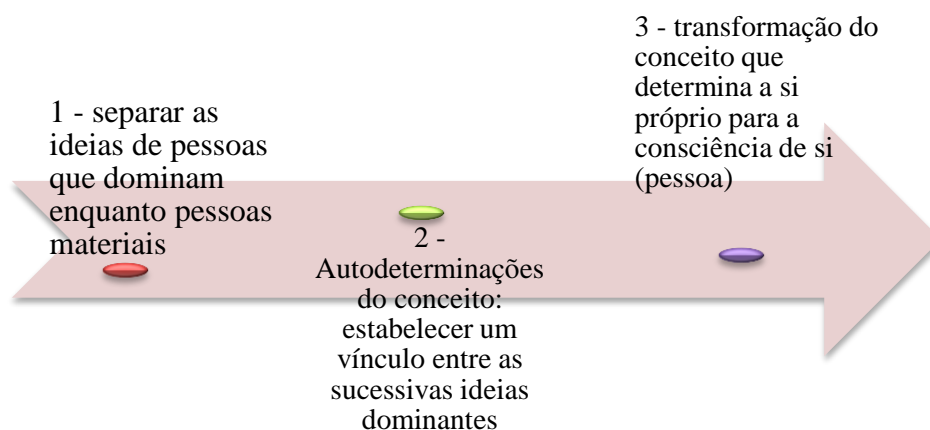 1 - separar as
ideias de pessoas
que dominam
enquanto pessoas
materiais
2 -
Autodeterminações
do conceito:
estabelecer um
vínculo entre as
sucessivas ideias
dominantes
3 - transformação do
conceito que
determina a si
próprio para a
consciência de si
(pessoa)